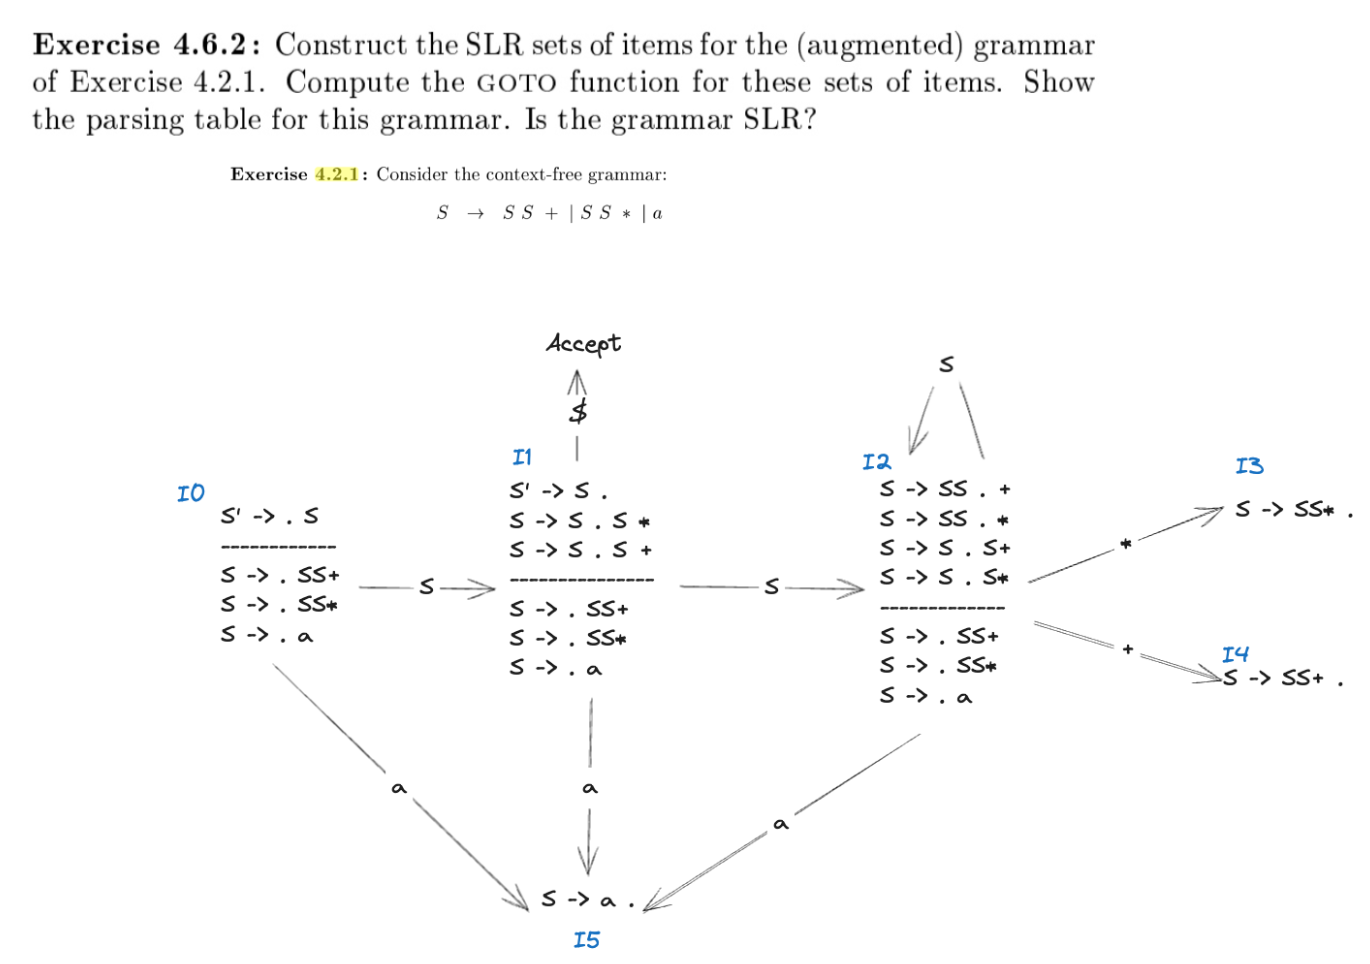 Exercise 4.6.2: Construct the SLR sets of items for the (augmented) grammar
of Exercise 4.2.1. Compute the GOTO function for these sets of items. Show
the parsing table for this grammar. Is the grammar SLR?
Exercise 4.2.1: Consider the context-free grammar:
S → S S + | S S * | a
Accept
$
S
I0
S' -> . S
------------
S -> . SS+
S -> . SS*
S -> . a
S
I1
S' -> S .
S -> S . S *
S -> S . S +
---------------
S -> . SS+
S -> . SS*
S -> . a
S
I2
S -> SS . +
S -> SS . *
S -> S . S+
S -> S . S*
-------------
S -> . SS+
S -> . SS*
S -> . a
*
I3
S -> SS* .
+
I4
S -> SS+ .
a
a
a
S -> a .
I5